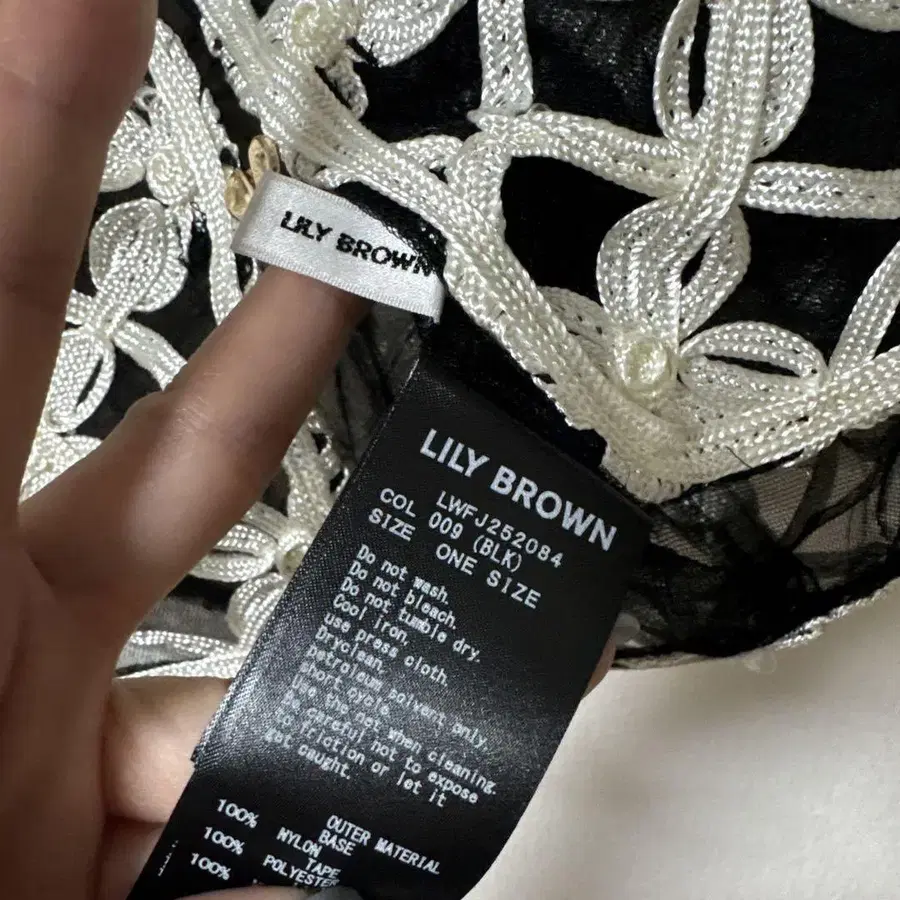 LILY BROWN
LILY BROWN
LWFJ252084
COL 009 (BLK)
SIZE ONE SIZE
Do not wash.
Do not bleach.
Do not tumble dry.
Cool iron,
use press cloth.
Dryclean,
petroleum solvent only.
Short cycle.
Use the net when cleaning.
Be careful not to expose
to friction or let it
get caught.
OUTER MATERIAL
BASE
100% NYLON
TAPE
100% POLYESTER
100%